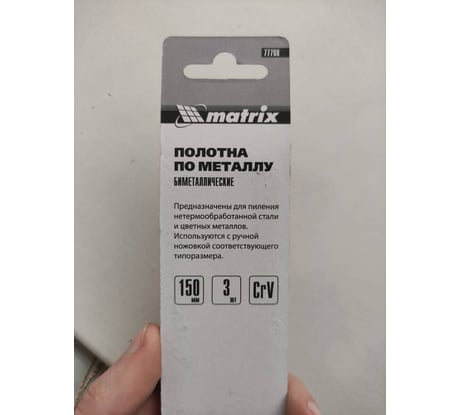 77788
matrix
ПОЛОТНА
ПО МЕТАЛЛУ
БИМЕТАЛЛИЧЕСКИЕ
Предназначены для пиления
нетермообработанной стали
и цветных металлов.
Используются с ручной
ножовкой соответствующего
типоразмера.
150 мм
3 шт
CrV